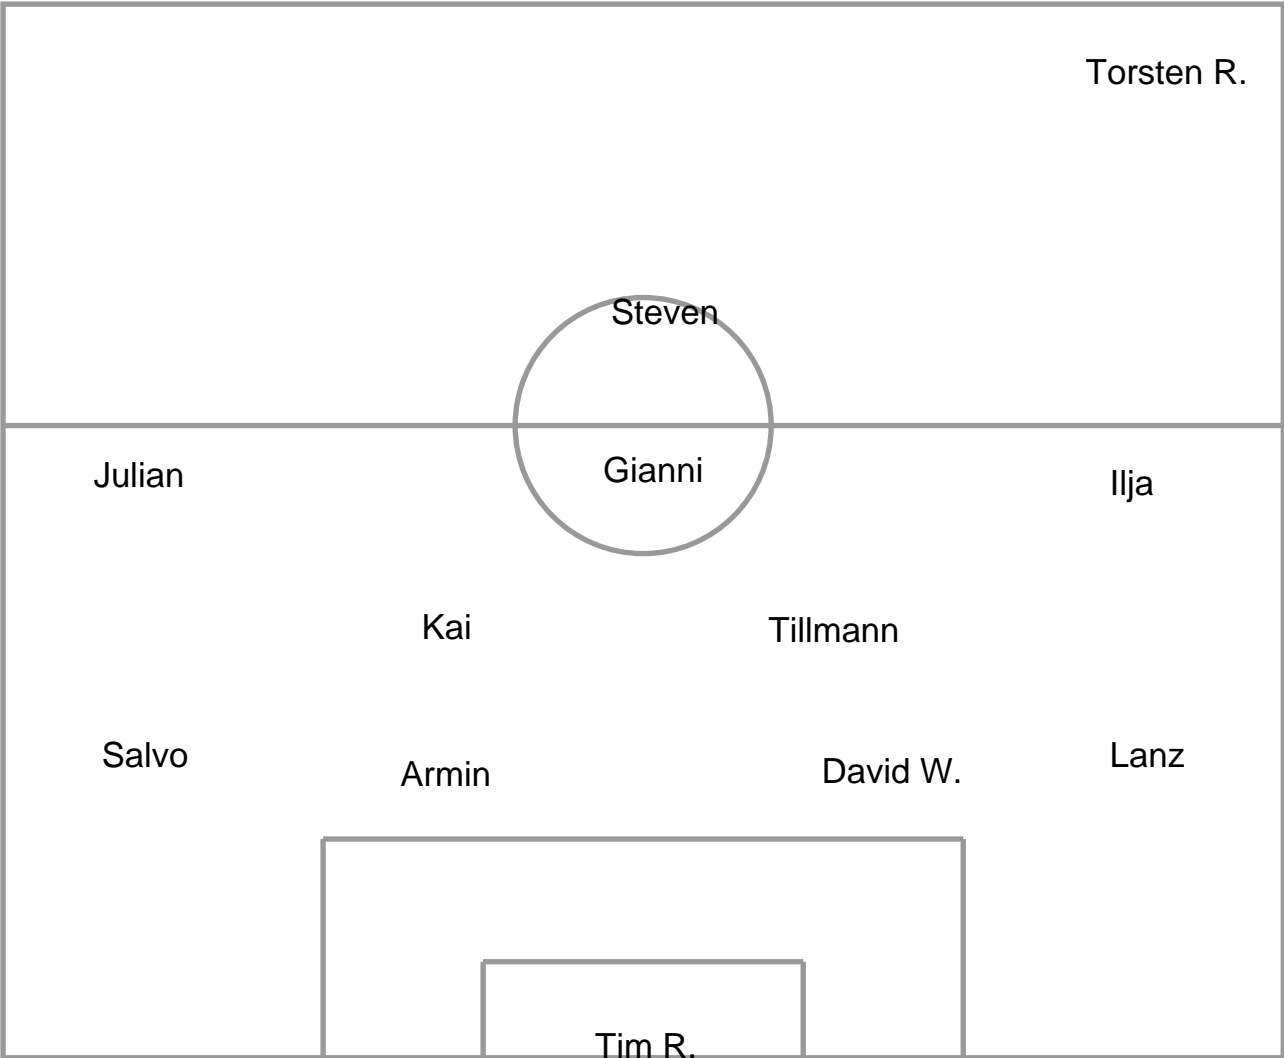 Torsten R.
Steven
Julian
Gianni
Ilja
Kai
Tillmann
Salvo
Armin
David W.
Lanz
Tim R.